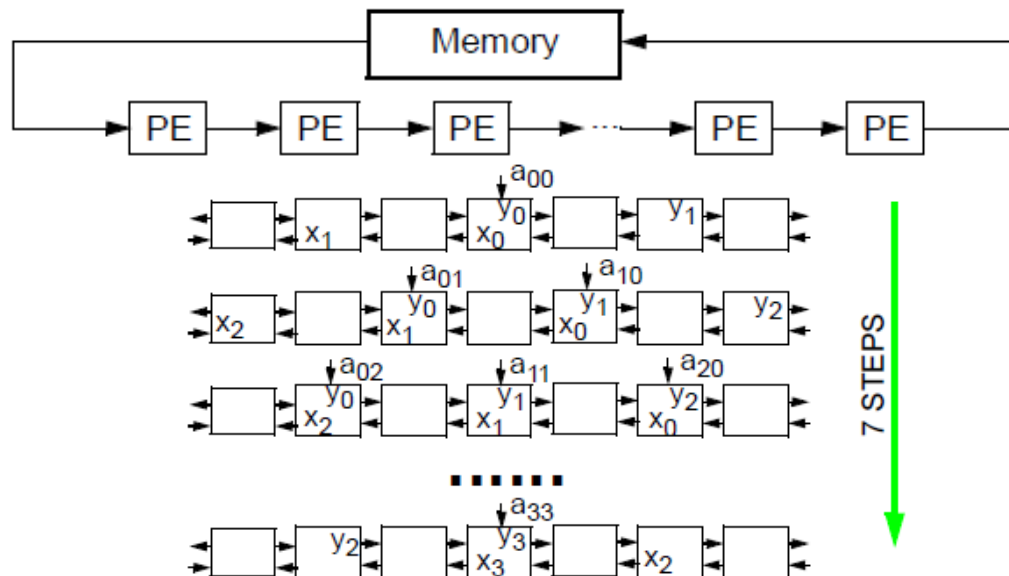 Memory
PE PE PE PE PE
a₀₀
y₀ y₁
x₁ x₀
a₀₁ a₁₀
y₀ y₁ y₂
x₂ x₁ x₀
a₀₂ a₁₁ a₂₀
y₀ y₁ y₂
x₂ x₁ x₀
a₃₃
y₂ y₃
x₃ x₂
7 STEPS